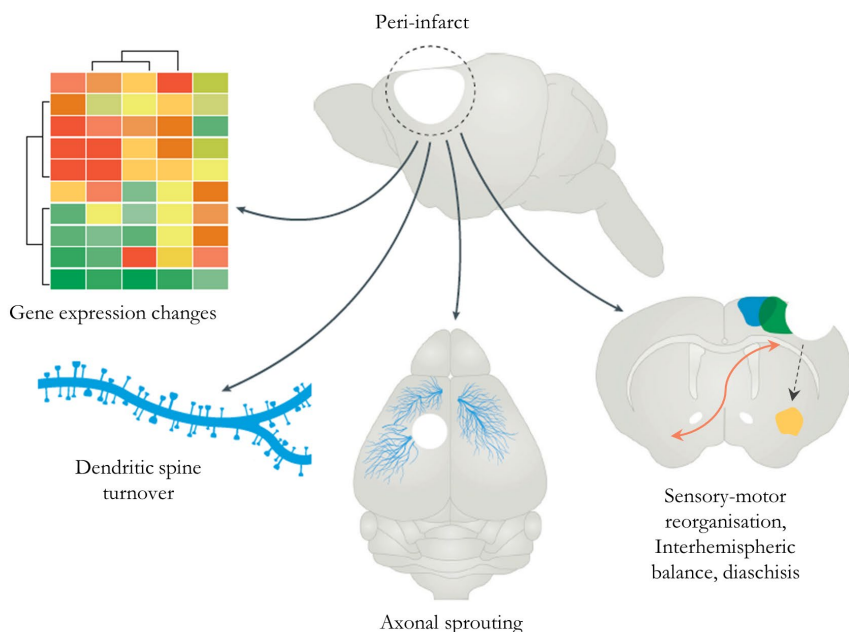 Peri-infarct
Gene expression changes
Dendritic spine
turnover
Axonal sprouting
Sensory-motor
reorganisation,
Interhemispheric
balance, diaschisis